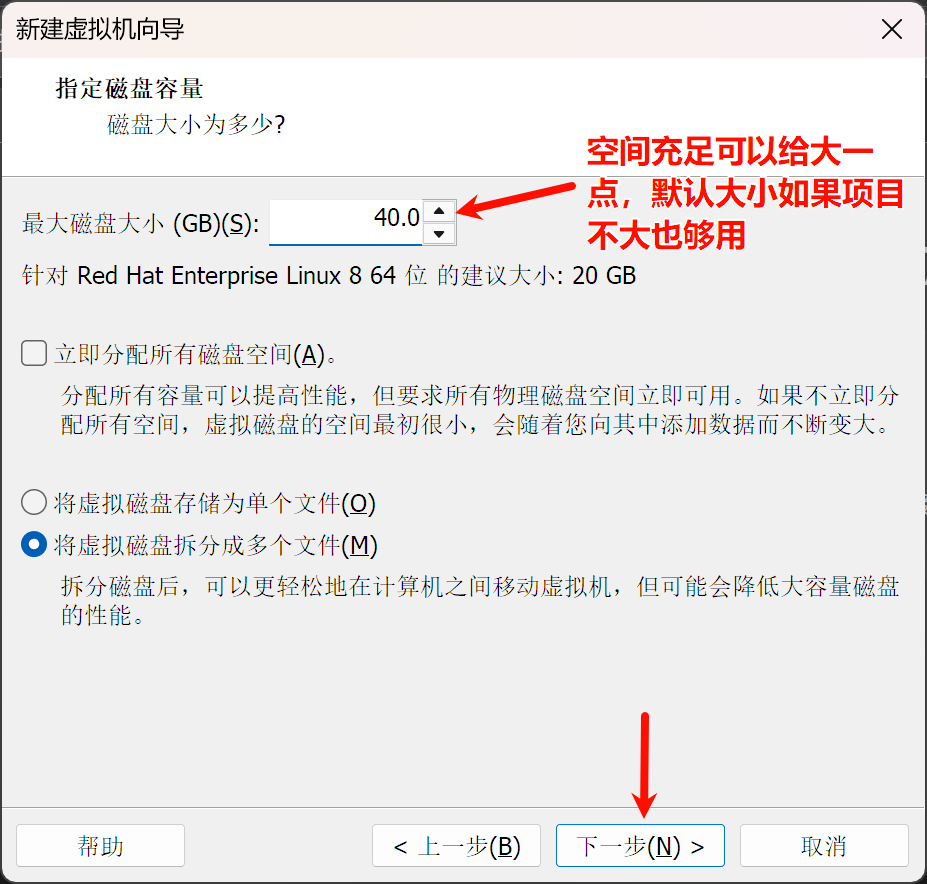 新建虚拟机向导
指定磁盘容量
磁盘大小为多少?
空间充足可以给大一
点，默认大小如果项目
不大也够用
最大磁盘大小 (GB)(S): 40.0
针对 Red Hat Enterprise Linux 8 64 位 的建议大小: 20 GB
立即分配所有磁盘空间(A)。
分配所有容量可以提高性能，但要求所有物理磁盘空间立即可用。如果不立即分
配所有空间，虚拟磁盘的空间最初很小，会随着您向其中添加数据而不断变大。
将虚拟磁盘存储为单个文件(O)
将虚拟磁盘拆分成多个文件(M)
拆分磁盘后，可以更轻松地在计算机之间移动虚拟机，但可能会降低大容量磁盘
的性能。
帮助
< 上一步(B)
下一步(N) >
取消